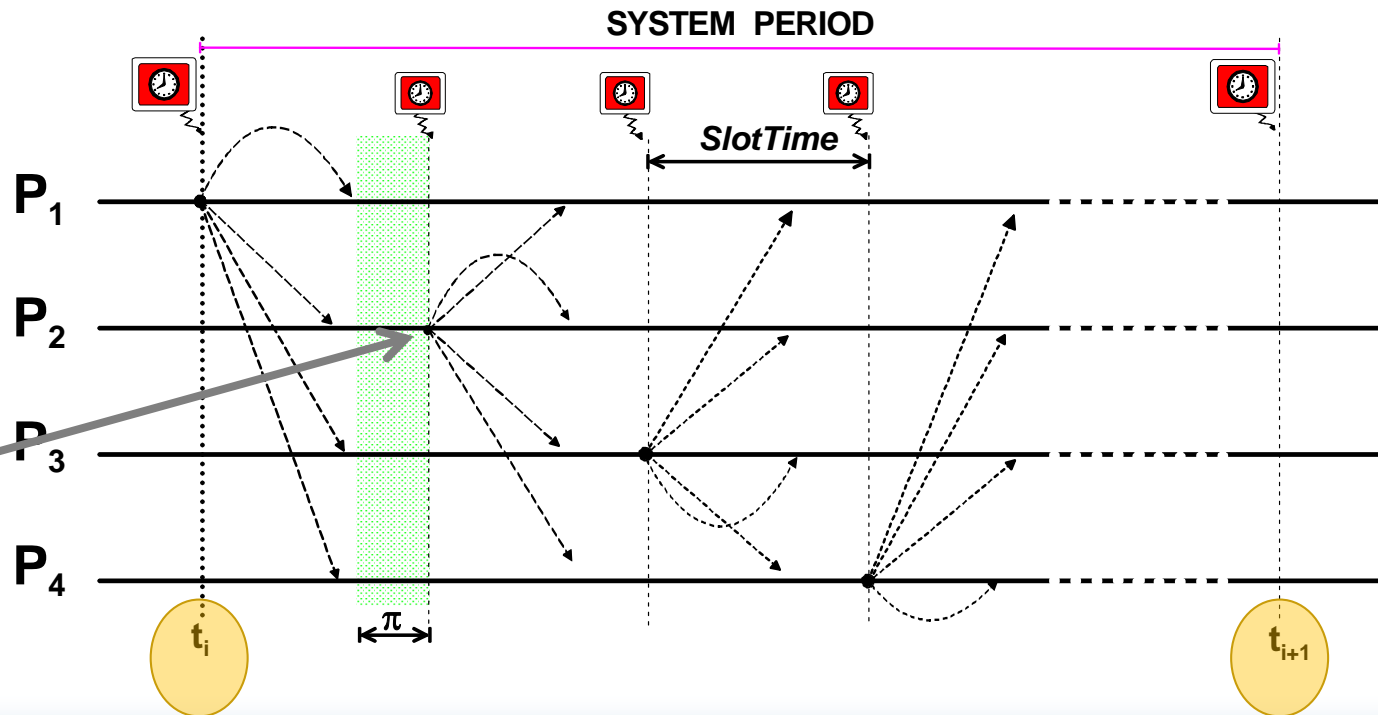 SYSTEM PERIOD
SlotTime
P1
P2
P3
P4
π
ti
ti+1